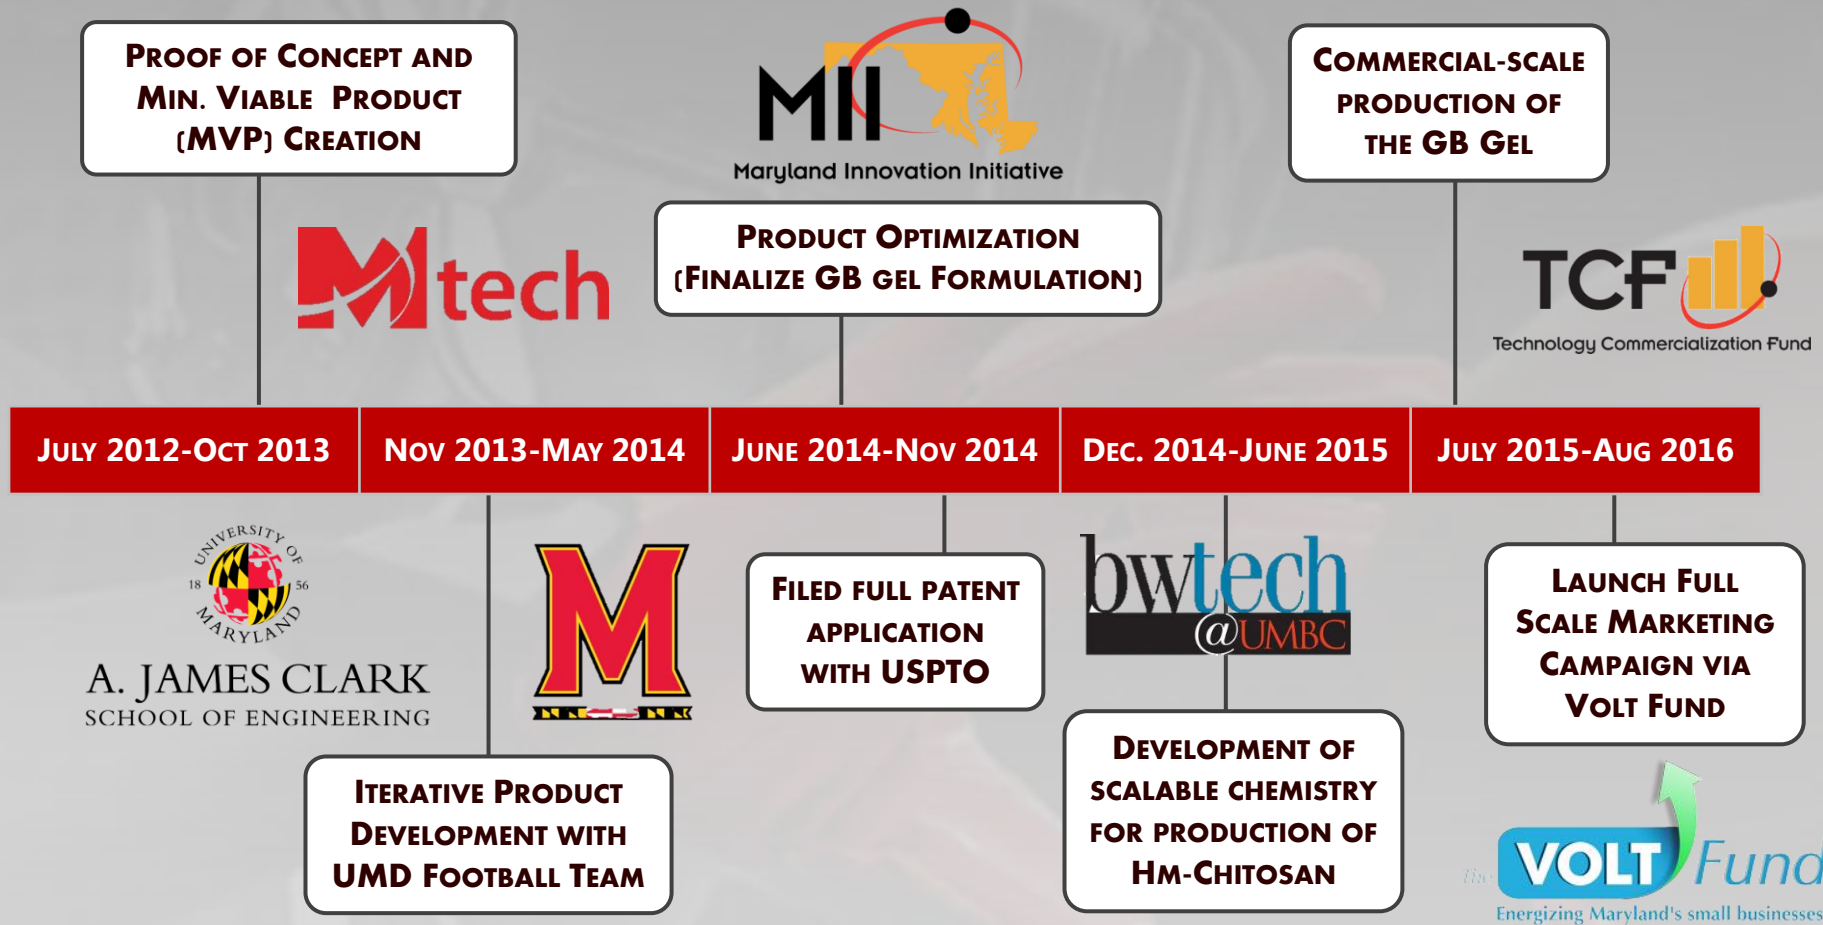 PROOF OF CONCEPT AND
MIN. VIABLE PRODUCT
(MVP) CREATION
MII
Maryland Innovation Initiative
COMMERCIAL-SCALE
PRODUCTION OF
THE GB GEL
Mtech
PRODUCT OPTIMIZATION
(FINALIZE GB GEL FORMULATION)
TCF
Technology Commercialization Fund
JULY 2012-OCT 2013
NOV 2013-MAY 2014
JUNE 2014-NOV 2014
DEC. 2014-JUNE 2015
JULY 2015-AUG 2016
UNIVERSITY OF
18 56
MARYLAND
A. JAMES CLARK
SCHOOL OF ENGINEERING
M
FILED FULL PATENT
APPLICATION
WITH USPTO
bwtech
@UMBC
LAUNCH FULL
SCALE MARKETING
CAMPAIGN VIA
VOLT FUND
ITERATIVE PRODUCT
DEVELOPMENT WITH
UMD FOOTBALL TEAM
DEVELOPMENT OF
SCALABLE CHEMISTRY
FOR PRODUCTION OF
HM-CHITOSAN
The VOLT Fund
Energizing Maryland's small businesses